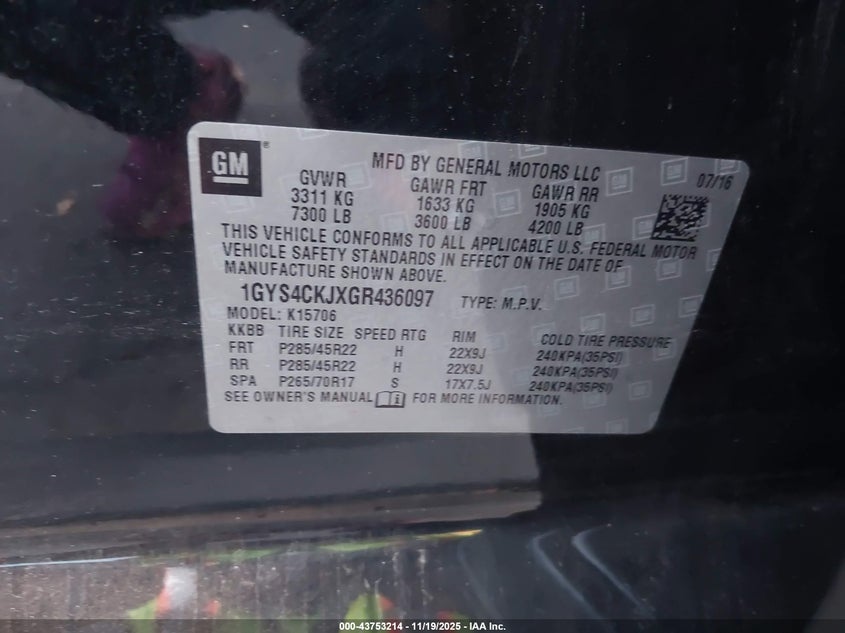 GM ®
MFD BY GENERAL MOTORS LLC
07/16
GVWR GAWR FRT GAWR RR
3311 KG 1633 KG 1905 KG
7300 LB 3600 LB 4200 LB
THIS VEHICLE CONFORMS TO ALL APPLICABLE U.S. FEDERAL MOTOR
VEHICLE SAFETY STANDARDS IN EFFECT ON THE DATE OF
MANUFACTURE SHOWN ABOVE.
1GYS4CKJXGR436097 TYPE: M.P.V.
MODEL: K15706
KKBB TIRE SIZE SPEED RTG RIM COLD TIRE PRESSURE
FRT P285/45R22 H 22X9J 240KPA(35PSI)
RR P285/45R22 H 22X9J 240KPA(35PSI)
SPA P265/70R17 S 17X7.5J 240KPA(35PSI)
SEE OWNER'S MANUAL i FOR MORE INFORMATION.
000-43753214 - 11/19/2025 - IAA Inc.